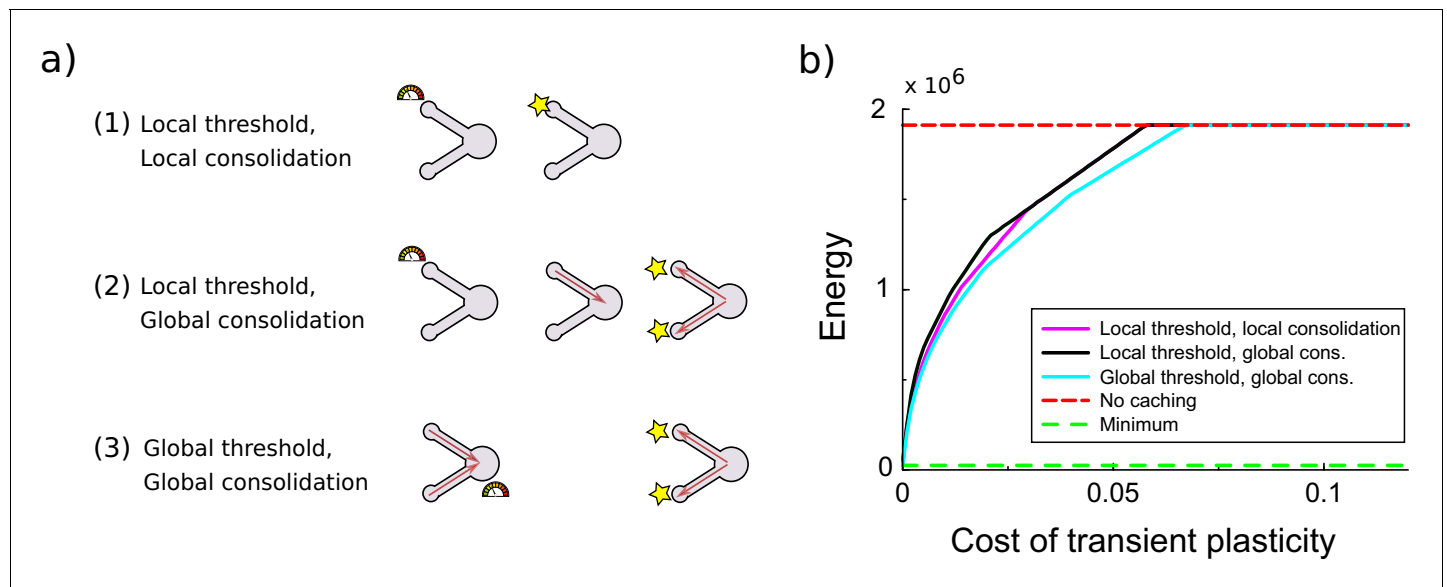 a)
(1) Local threshold,
Local consolidation
(2) Local threshold,
Global consolidation
(3) Global threshold,
Global consolidation
b)
x 10⁶
2
1
0
Energy
0
0.05
0.1
Cost of transient plasticity
Local threshold, local consolidation
Local threshold, global cons.
Global threshold, global cons.
No caching
Minimum